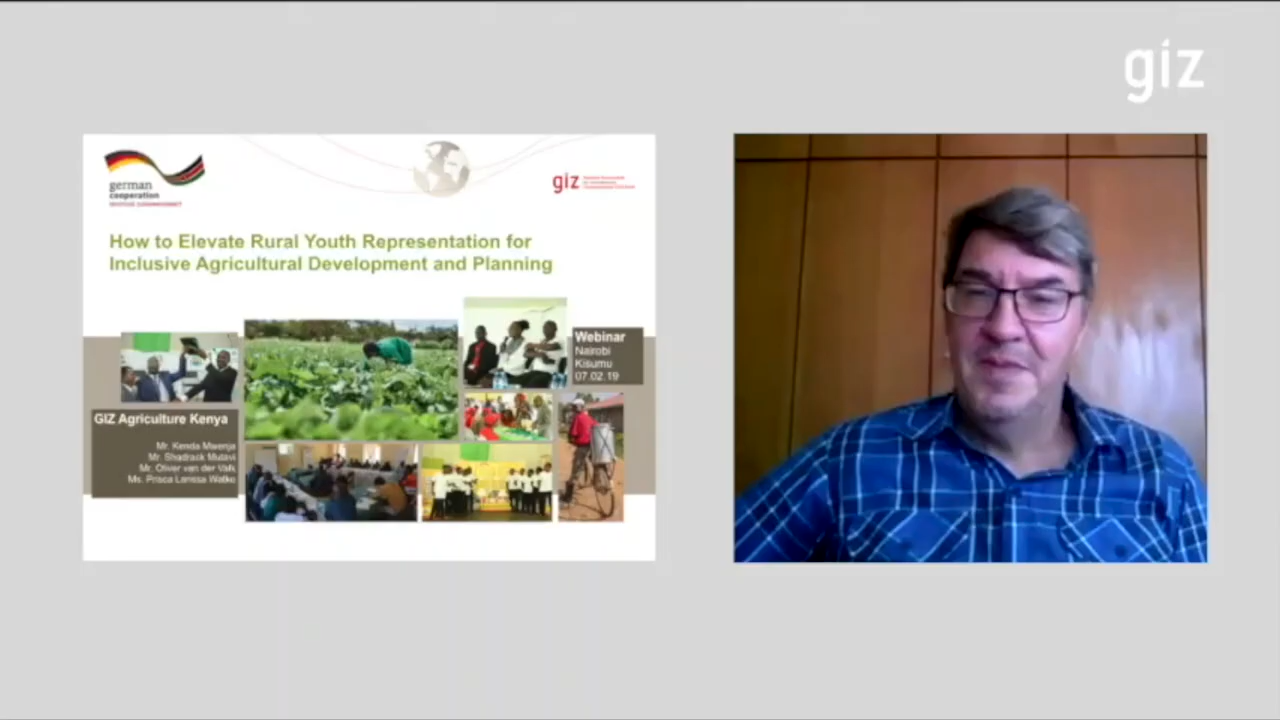 giz
german
cooperation
giz
How to Elevate Rural Youth Representation for
Inclusive Agricultural Development and Planning
Webinar
Nairobi
Kisumu
07.02.19
GIZ Agriculture Kenya
Mr. Kenda Mwenja
Mr. Shadrack Mutavi
Mr. Oliver van der Valk
Ms. Prisca Larissa Watko